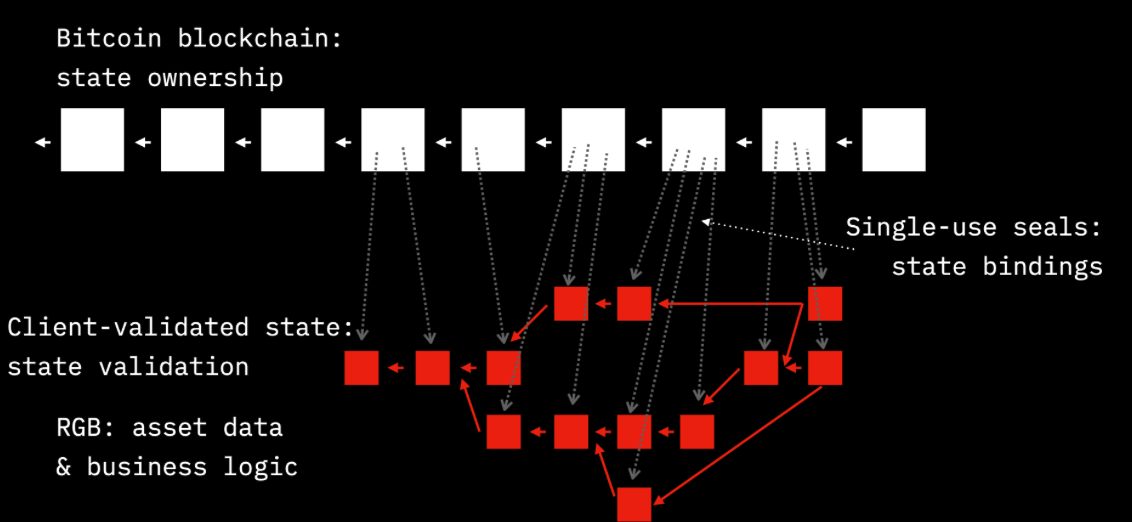 Bitcoin blockchain:
state ownership
Single-use seals:
state bindings
Client-validated state:
state validation
RGB: asset data
& business logic